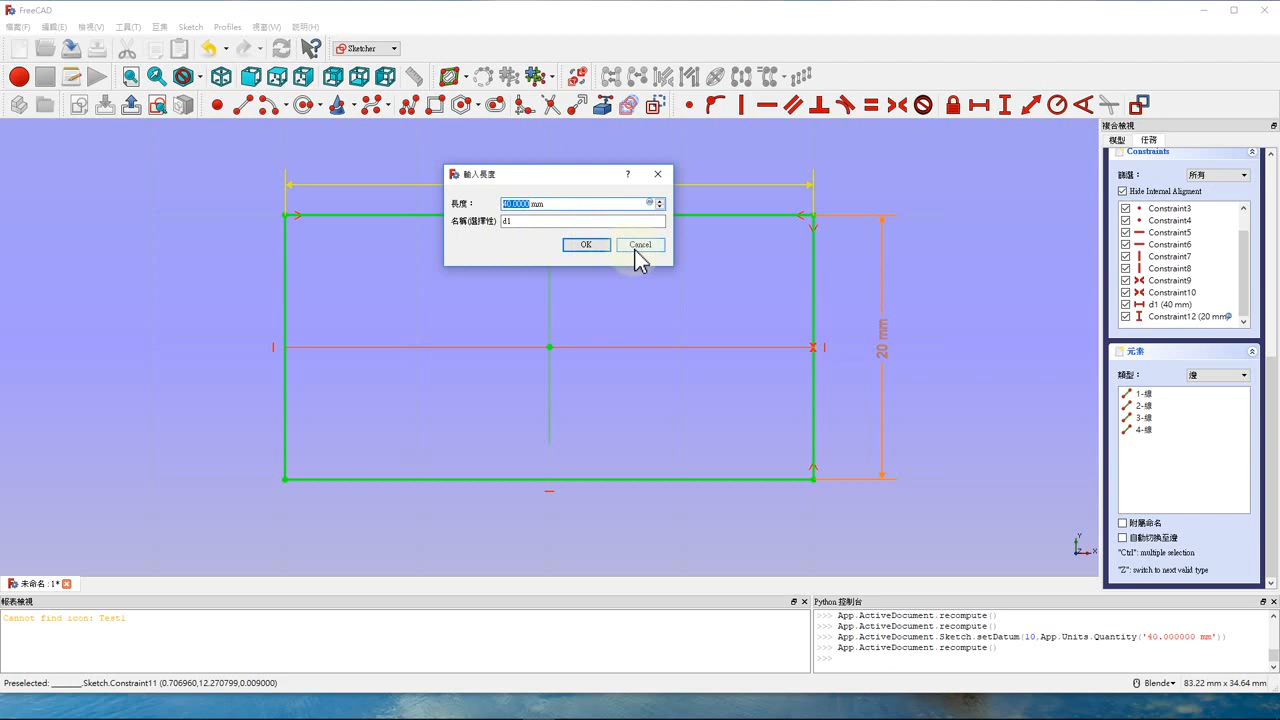 FreeCAD
檔案(F) 編輯(E) 檢視(V) 工具(T) 巨集 Sketch Profiles 視窗(W) 說明(H)
Sketcher
複合檢視
模型 任務
Constraints
篩選： 所有
Hide Internal Aligment
Constraint3
Constraint4
Constraint5
Constraint6
Constraint7
Constraint8
Constraint9
Constraint10
d1 (40 mm)
Constraint12 (20 mm
元素
類型： 邊
1-線
2-線
3-線
4-線
附屬命名
自動切換至邊
"Ctrl": multiple selection
"Z": switch to next valid type
輸入長度
?
長度： 40.0000 mm
名稱(選擇性) d1
OK Cancel
20 mm
Y
X
未命名 : 1*
報表檢視
Cannot find icon: Test1
Python 控制台
>>> App.ActiveDocument.recompute()
>>> App.ActiveDocument.recompute()
>>> App.ActiveDocument.Sketch.setDatum(10,App.Units.Quantity('40.000000 mm'))
>>> App.ActiveDocument.recompute()
>>>
Preselected: _______.Sketch.Constraint11 (0.706960,12.270799,0.009000)
Blende 83.22 mm x 34.64 mm